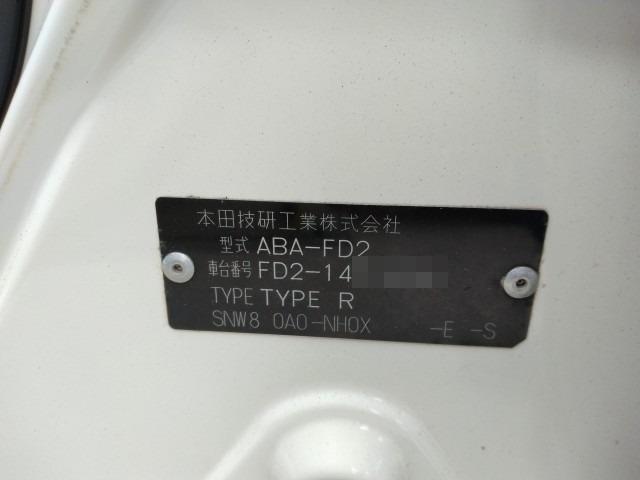 本田技研工業株式会社
型式 ABA-FD2
車台番号 FD2-14
TYPE TYPE R
SNW8 0A0-NH0X -E -S